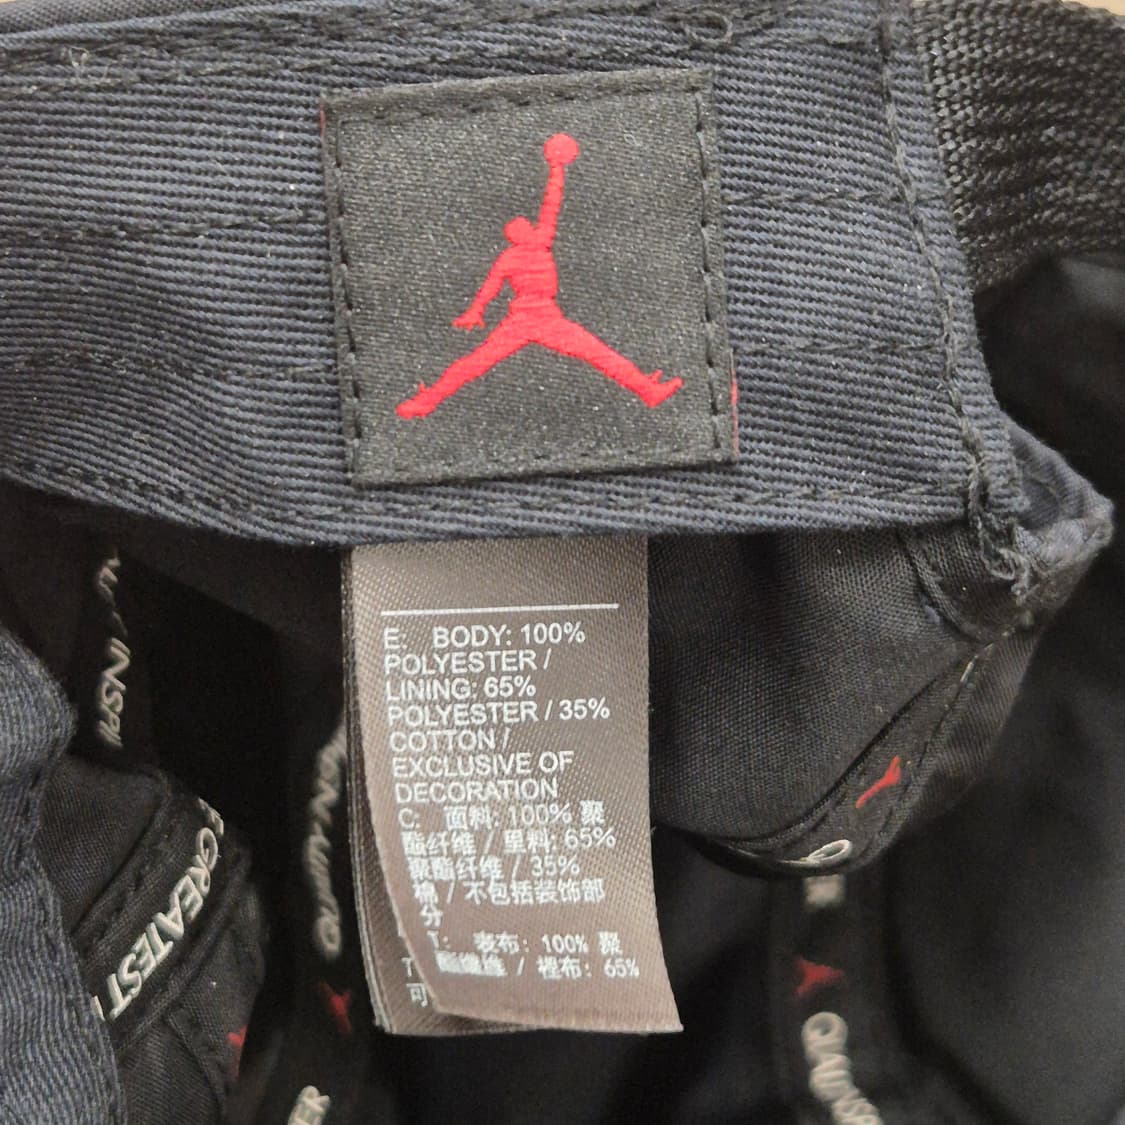 E: BODY: 100%
POLYESTER /
LINING: 65%
POLYESTER / 35%
COTTON /
EXCLUSIVE OF
DECORATION
C: 面料: 100% 聚
酯纤维 / 里料: 65%
聚酯纤维 / 35%
棉 / 不包括装饰部
分
T: 表布: 100% 聚
酯纖維 / 裡布: 65%
T
可
GREATEST